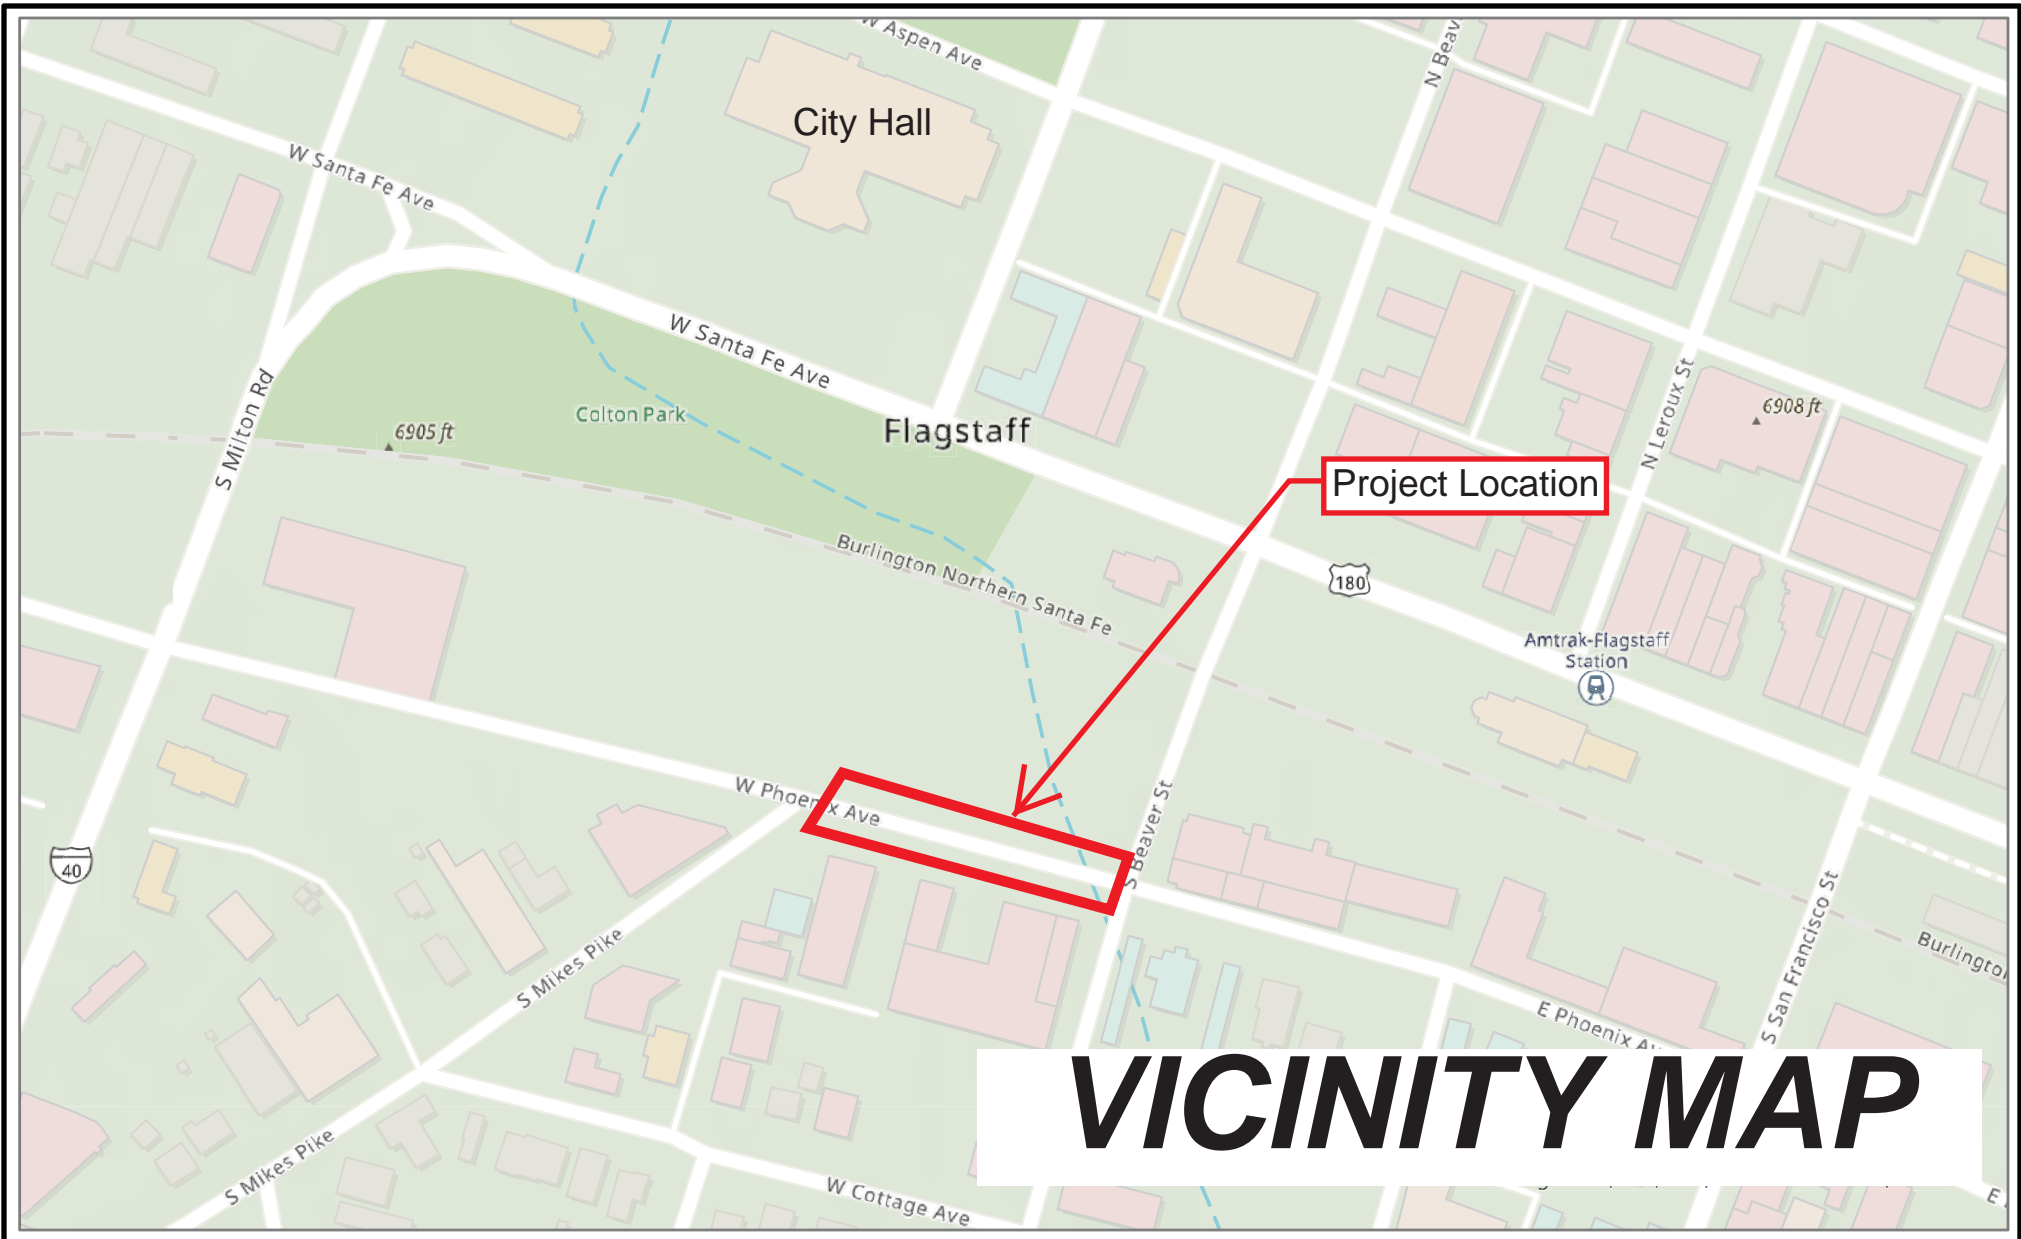 W Aspen Ave
N Beav
City Hall
W Santa Fe Ave
W Santa Fe Ave
S Milton Rd
Colton Park
6905 ft
Flagstaff
N Leroux St
6908 ft
Project Location
Burlington Northern Santa Fe
180
Amtrak-Flagstaff
Station
W Phoenix Ave
S Beaver St
40
S Mikes Pike
S San Francisco St
Burlingto
E Phoenix Av
VICINITY MAP
S Mikes Pike
W Cottage Ave
E